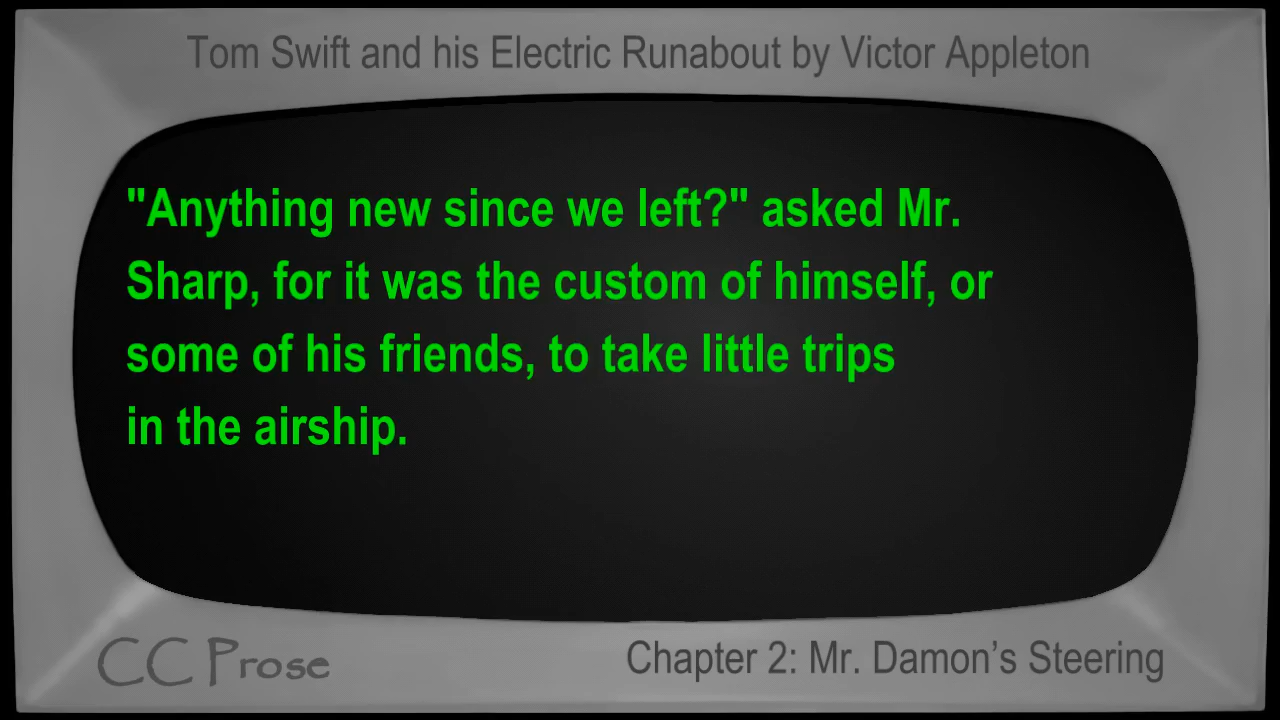 Tom Swift and his Electric Runabout by Victor Appleton
"Anything new since we left?" asked Mr.
Sharp, for it was the custom of himself, or
some of his friends, to take little trips
in the airship.
CC Prose
Chapter 2: Mr. Damon’s Steering